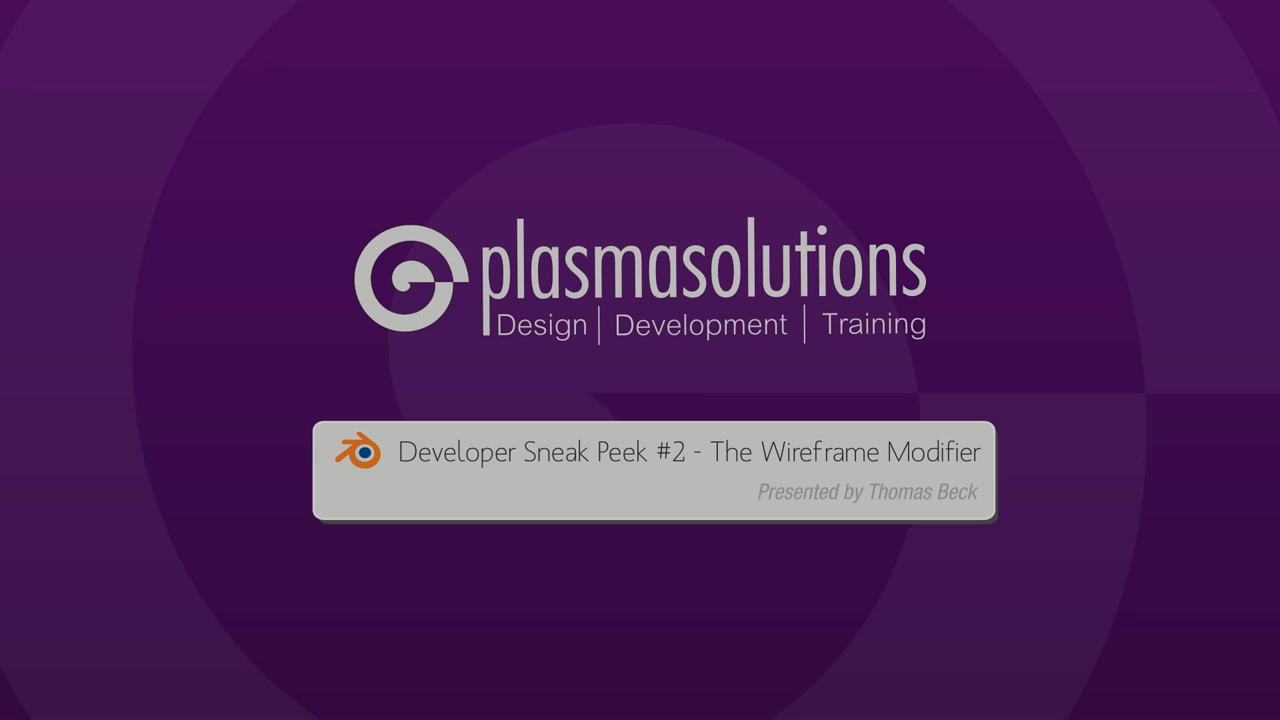 plasmasolutions
Design | Development | Training
Developer Sneak Peek #2 - The Wireframe Modifier
Presented by Thomas Beck